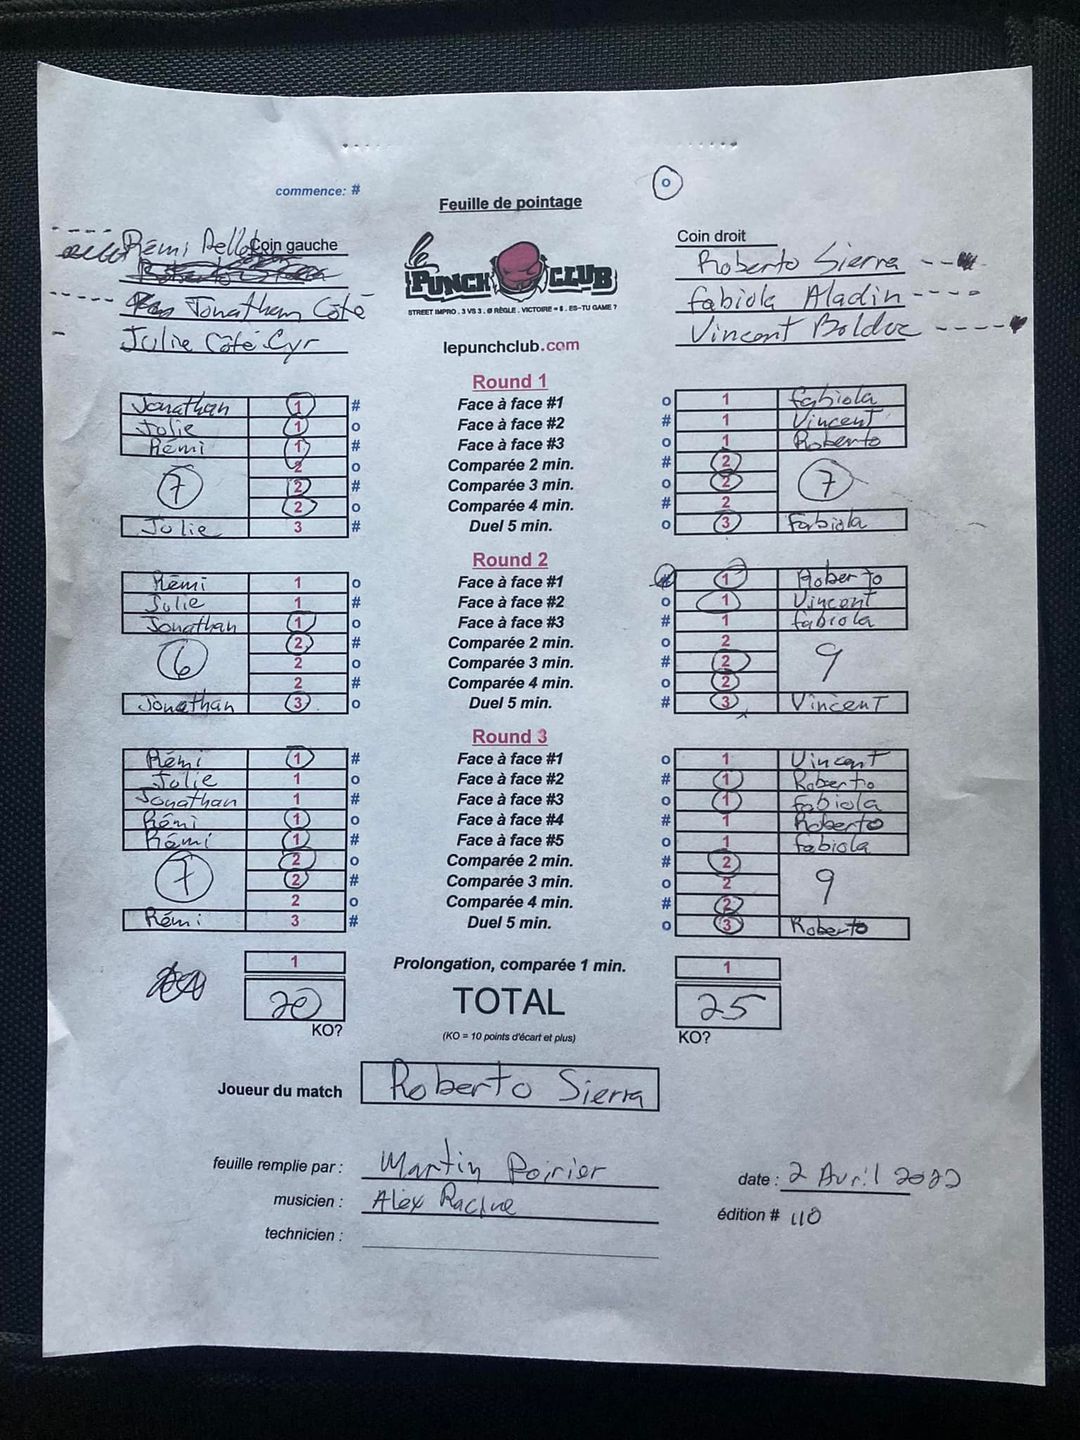 commence: #
o
Feuille de pointage
Rémi Coin gauche
Coin droit
Roberto Sierra
le PUNCH CLUB
Jonathan Côté
Fabiola Aladin
STREET IMPRO . 3 VS 3 . Ø RÈGLE . VICTOIRE = $ . ES-TU GAME ?
Julie Côté-Cyr
Vincent Bolduc
lepunchclub.com
Round 1
Jonathan 1 # Face à face #1 o 1 fabiola
Julie 1 o Face à face #2 # 1 Vincent
Rémi 1 # Face à face #3 o 1 Roberto
2 o Comparée 2 min. # 2
7 2 # Comparée 3 min. o 2 7
2 o Comparée 4 min. # 2
Julie 3 # Duel 5 min. o 3 Fabiola
Round 2
Rémi 1 o Face à face #1 # 1 Roberto
Julie 1 # Face à face #2 o 1 Vincent
Jonathan 1 o Face à face #3 # 1 fabiola
2 # Comparée 2 min. o 2
6 2 o Comparée 3 min. # 2 9
2 # Comparée 4 min. o 2
Jonathan 3 o Duel 5 min. # 3 Vincent
Round 3
Rémi 1 # Face à face #1 o 1 Vincent
Julie 1 o Face à face #2 # 1 Roberto
Jonathan 1 # Face à face #3 o 1 fabiola
Rémi 1 o Face à face #4 # 1 Roberto
Rémi 1 # Face à face #5 o 1 fabiola
2 o Comparée 2 min. # 2
7 2 # Comparée 3 min. o 2 9
2 o Comparée 4 min. # 2
Rémi 3 # Duel 5 min. o 3 Roberto
1 Prolongation, comparée 1 min. 1
20 TOTAL 25
KO? (KO = 10 points d'écart et plus) KO?
Joueur du match Roberto Sierra
feuille remplie par : Martin Poirier
date : 2 Avril 2022
musicien : Alex Racine
édition # 110
technicien :